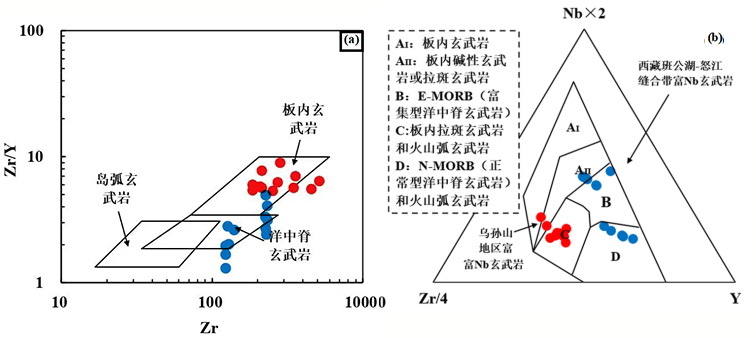 100
(a)
板内玄
武岩
Zr/Y
10
岛弧玄
武岩
洋中脊
玄武岩
1
10
100
1000
10000
Zr
Nb×2
(b)
AI：板内玄武岩
AII：板内碱性玄武
岩或拉斑玄武岩
B：E-MORB（富
集型洋中脊玄武岩）
C:板内拉斑玄武岩
和火山弧玄武岩
D：N-MORB（正
常型洋中脊玄武岩）
和火山弧玄武岩
西藏班公湖-怒江
缝合带富Nb玄武岩
AI
AII
B
乌孙山
地区富
富Nb玄武岩
C
D
Zr/4
Y